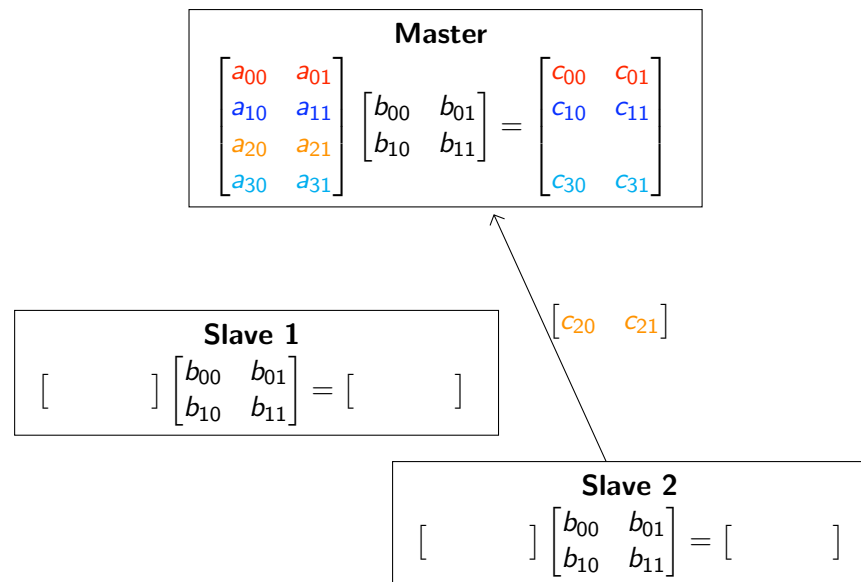 Master
[a00 a01; a10 a11; a20 a21; a30 a31] [b00 b01; b10 b11] = [c00 c01; c10 c11; ; c30 c31]
[c20 c21]
Slave 1
[ ] [b00 b01; b10 b11] = [ ]
Slave 2
[ ] [b00 b01; b10 b11] = [ ]